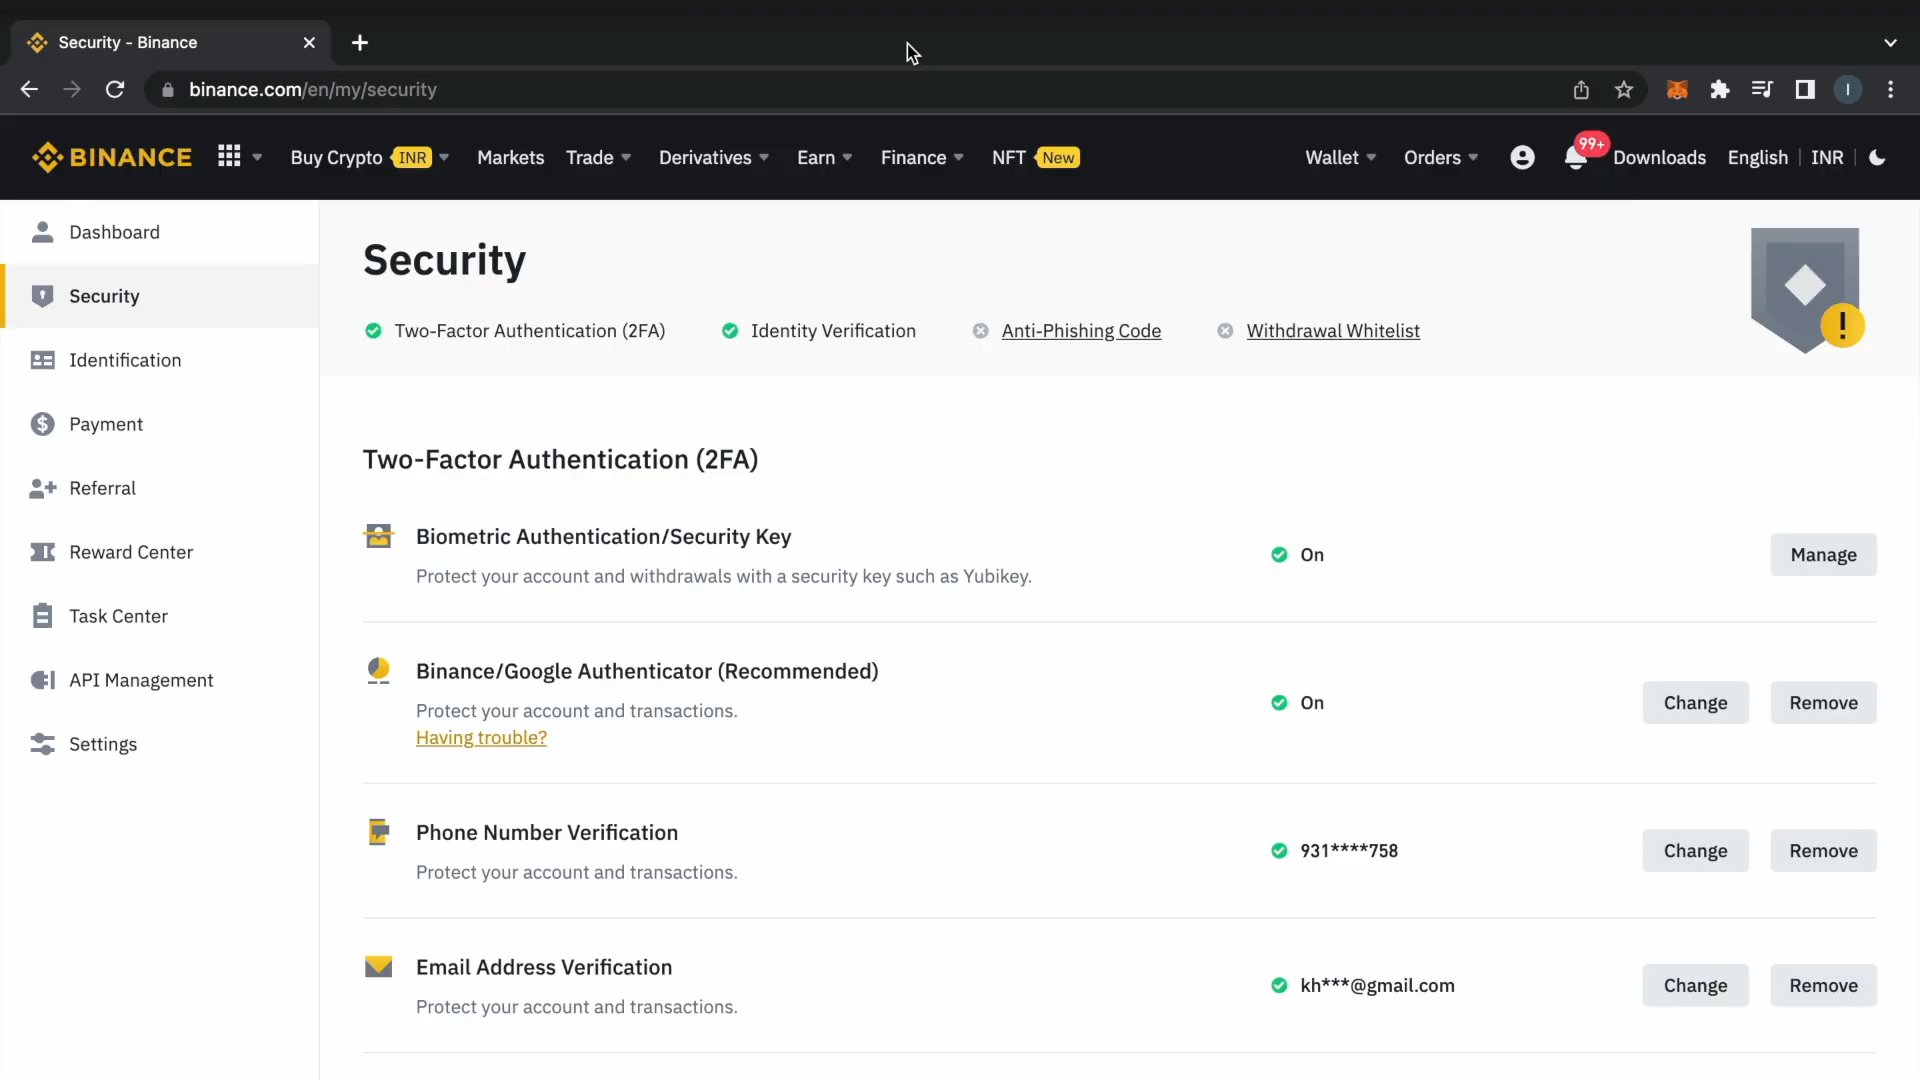 Security - Binance
binance.com/en/my/security
I
BINANCE
Buy Crypto INR
Markets
Trade
Derivatives
Earn
Finance
NFT New
Wallet
Orders
99+
Downloads
English
INR
Dashboard
Security
Identification
Payment
Referral
Reward Center
Task Center
API Management
Settings
Security
Two-Factor Authentication (2FA)
Identity Verification
Anti-Phishing Code
Withdrawal Whitelist
Two-Factor Authentication (2FA)
Biometric Authentication/Security Key
Protect your account and withdrawals with a security key such as Yubikey.
On
Manage
Binance/Google Authenticator (Recommended)
Protect your account and transactions.
Having trouble?
On
Change
Remove
Phone Number Verification
Protect your account and transactions.
931****758
Change
Remove
Email Address Verification
Protect your account and transactions.
kh***@gmail.com
Change
Remove